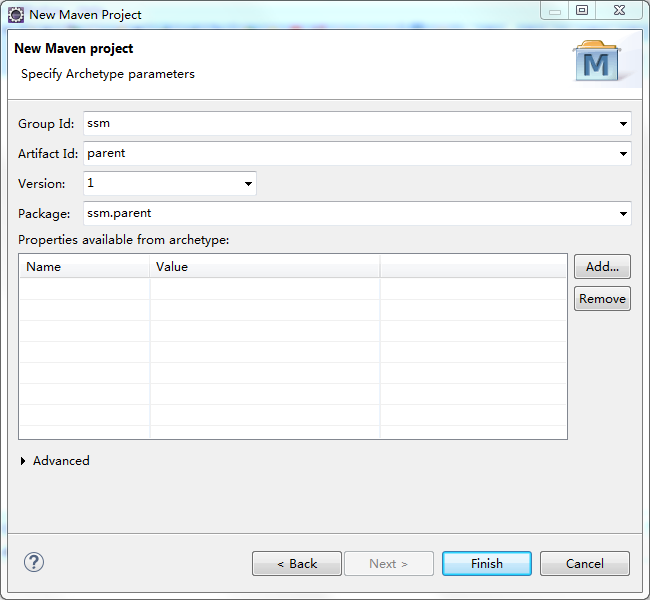 New Maven Project
New Maven project
Specify Archetype parameters
M
Group Id: ssm
Artifact Id: parent
Version: 1
Package: ssm.parent
Properties available from archetype:
Name Value
Add...
Remove
Advanced
? < Back Next > Finish Cancel